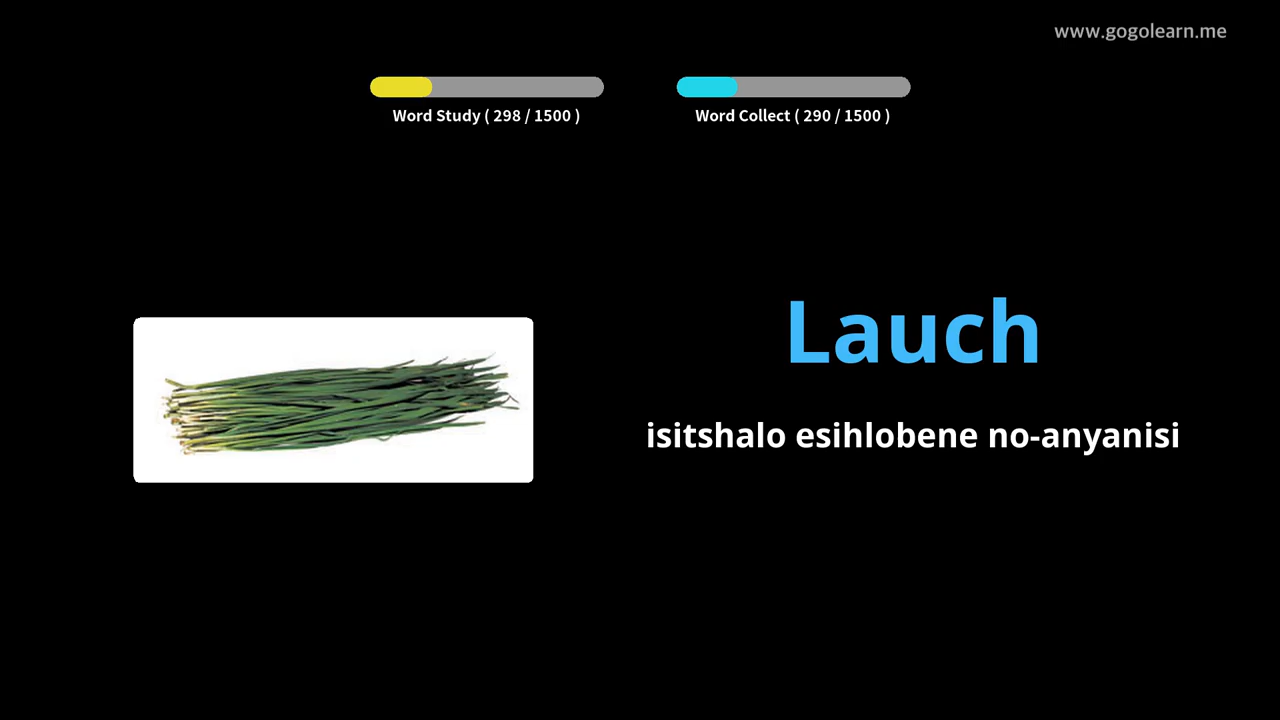 www.gogolearn.me
Word Study ( 298 / 1500 )
Word Collect ( 290 / 1500 )
Lauch
isitshalo esihlobene no-anyanisi